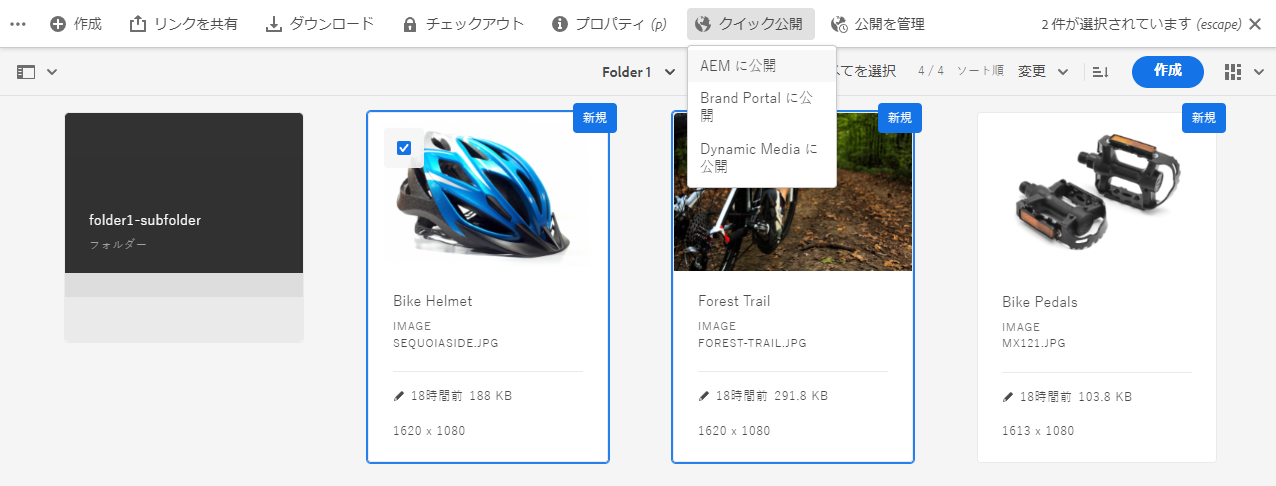 作成
リンクを共有
ダウンロード
チェックアウト
プロパティ (p)
クイック公開
公開を管理
2 件が選択されています (escape)
Folder 1
AEM に公開
てを選択
4 / 4
ソート順
変更
作成
Brand Portal に公
開
Dynamic Media に
公開
folder1-subfolder
フォルダー
新規
Bike Helmet
IMAGE
SEQUOIASIDE.JPG
18時間前 188 KB
1620 x 1080
新規
Forest Trail
IMAGE
FOREST-TRAIL.JPG
18時間前 291.8 KB
1620 x 1080
新規
Bike Pedals
IMAGE
MX121.JPG
18時間前 103.8 KB
1613 x 1080